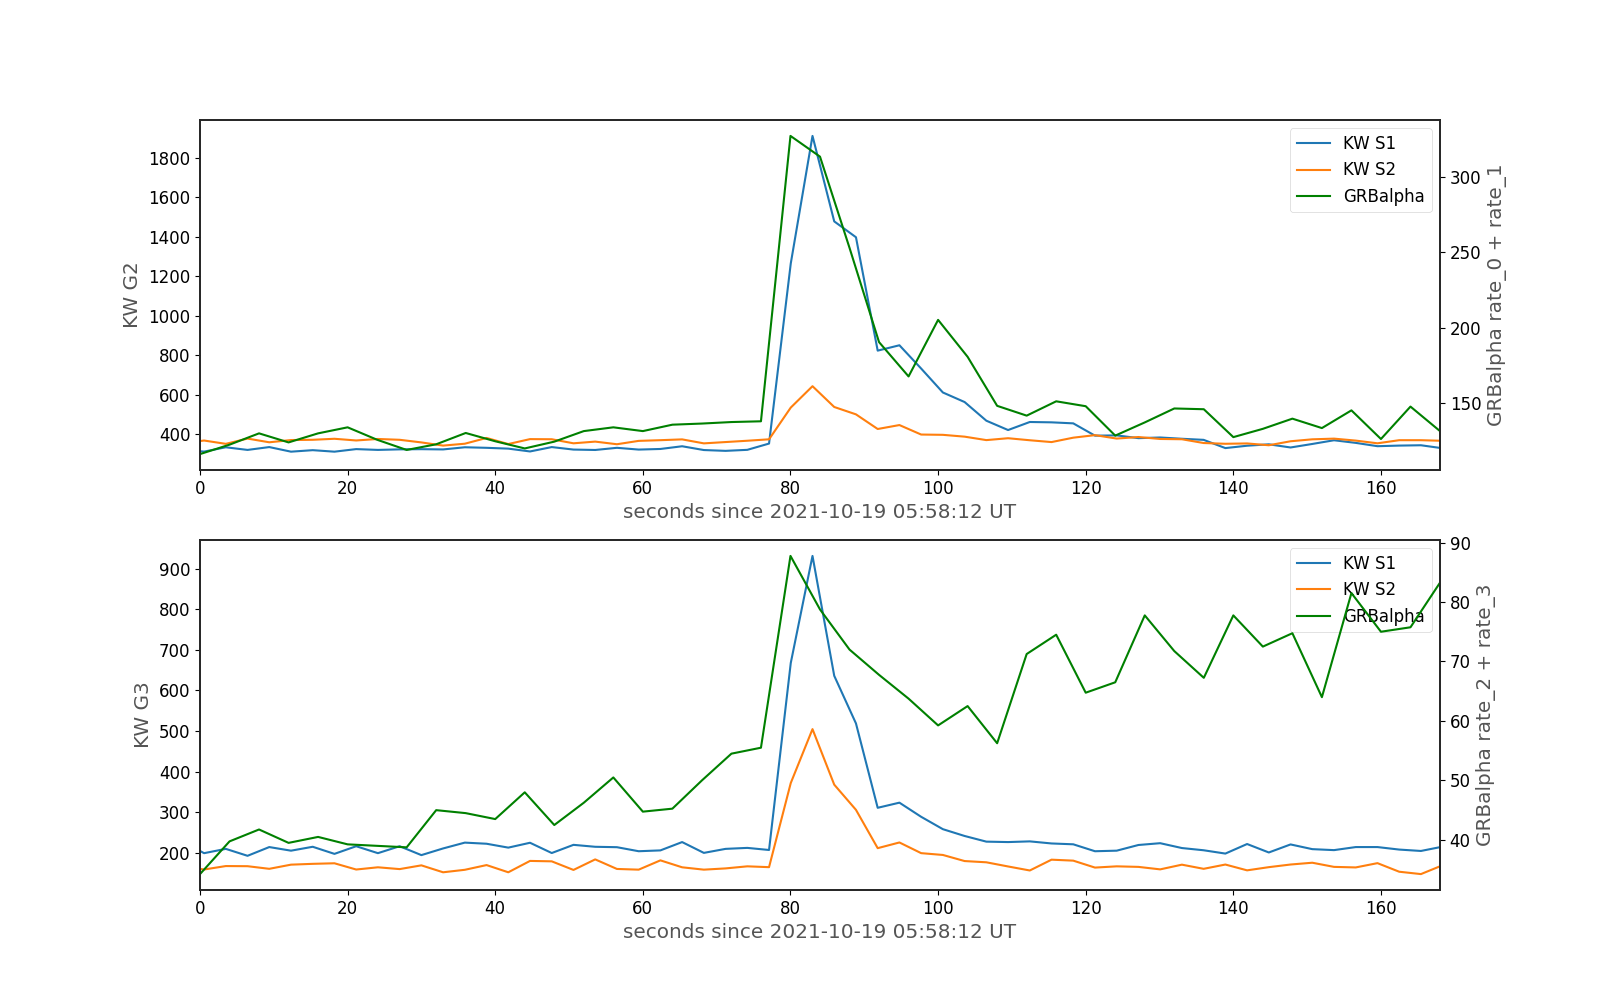 KW G2
1800
1600
1400
1200
1000
800
600
400
KW S1
KW S2
GRBalpha
300
250
200
150
GRBalpha rate_0 + rate_1
0 20 40 60 80 100 120 140 160
seconds since 2021-10-19 05:58:12 UT
KW G3
900
800
700
600
500
400
300
200
KW S1
KW S2
GRBalpha
90
80
70
60
50
40
GRBalpha rate_2 + rate_3
0 20 40 60 80 100 120 140 160
seconds since 2021-10-19 05:58:12 UT